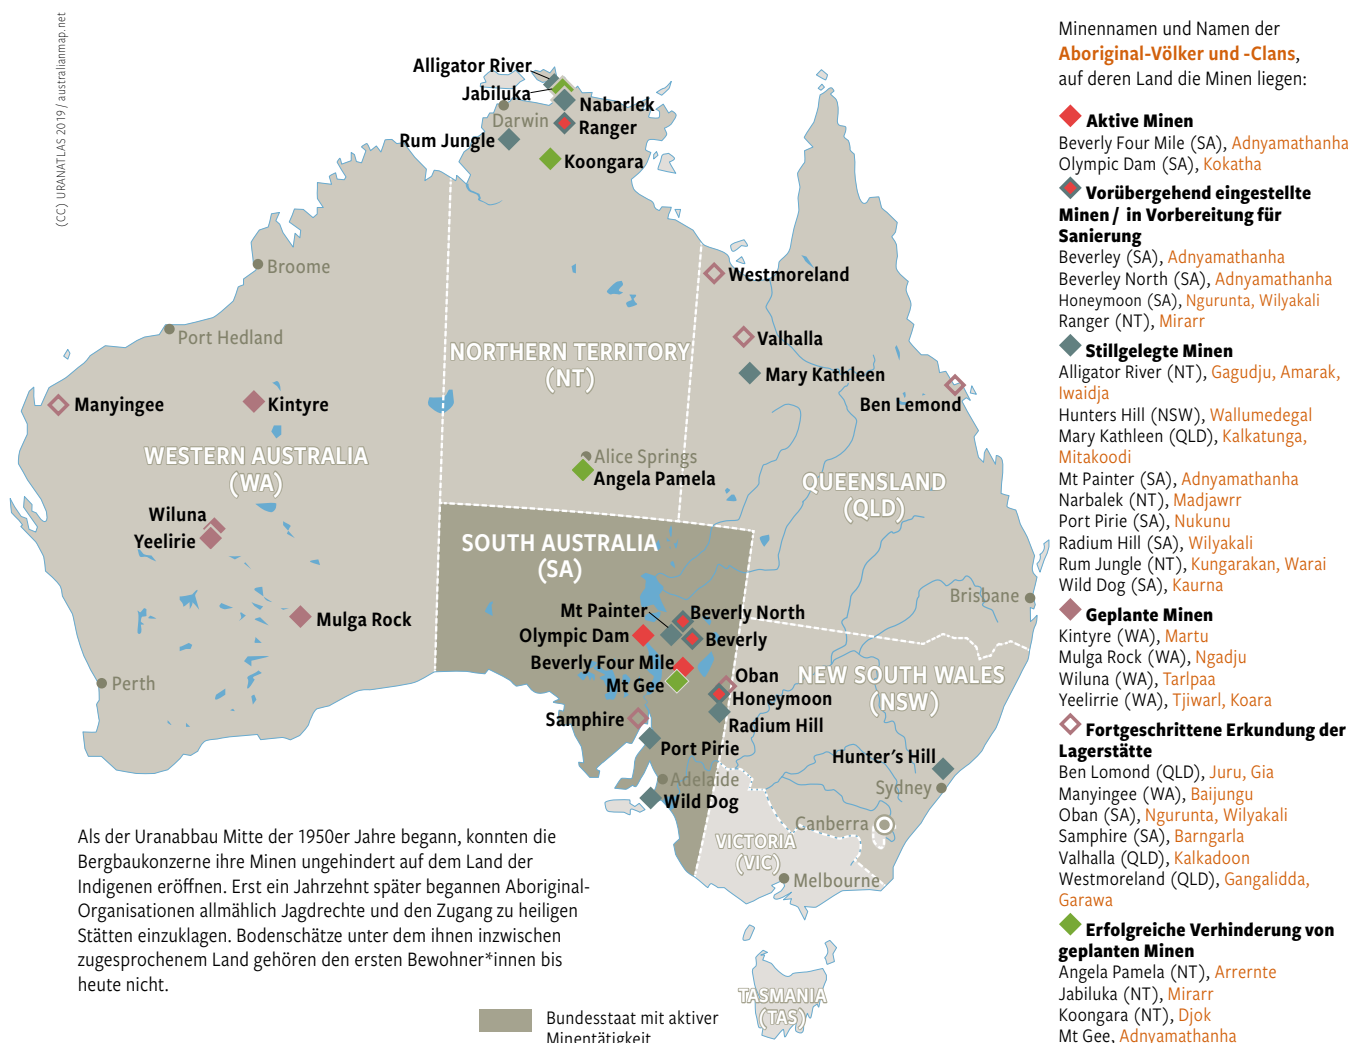 (CC) URANATLAS 2019 / australianmap.net
Alligator River
Jabiluka
Nabarlek
Darwin
Ranger
Rum Jungle
Koongara
Broome
Westmoreland
Port Hedland
Valhalla
NORTHERN TERRITORY
(NT)
Mary Kathleen
Manyingee
Kintyre
Ben Lemond
WESTERN AUSTRALIA
(WA)
Alice Springs
Angela Pamela
QUEENSLAND
(QLD)
Wiluna
Yeelirie
SOUTH AUSTRALIA
(SA)
Brisbane
Mt Painter
Beverly North
Mulga Rock
Olympic Dam
Beverly
Beverly Four Mile
Mt Gee
Oban
NEW SOUTH WALES
(NSW)
Perth
Honeymoon
Samphire
Radium Hill
Port Pirie
Hunter's Hill
Adelaide
Sydney
Wild Dog
Canberra
VICTORIA
(VIC)
Melbourne
TASMANIA
(TAS)
Als der Uranabbau Mitte der 1950er Jahre begann, konnten die
Bergbaukonzerne ihre Minen ungehindert auf dem Land der
Indigenen eröffnen. Erst ein Jahrzehnt später begannen Aboriginal-
Organisationen allmählich Jagdrechte und den Zugang zu heiligen
Stätten einzuklagen. Bodenschätze unter dem ihnen inzwischen
zugesprochenem Land gehören den ersten Bewohner*innen bis
heute nicht.
Bundesstaat mit aktiver
Minentätigkeit
Minennamen und Namen der
Aboriginal-Völker und -Clans,
auf deren Land die Minen liegen:
Aktive Minen
Beverly Four Mile (SA), Adnyamathanha
Olympic Dam (SA), Kokatha
Vorübergehend eingestellte
Minen / in Vorbereitung für
Sanierung
Beverley (SA), Adnyamathanha
Beverley North (SA), Adnyamathanha
Honeymoon (SA), Ngurunta, Wilyakali
Ranger (NT), Mirarr
Stillgelegte Minen
Alligator River (NT), Gagudju, Amarak,
Iwaidja
Hunters Hill (NSW), Wallumedegal
Mary Kathleen (QLD), Kalkatunga,
Mitakoodi
Mt Painter (SA), Adnyamathanha
Narbalek (NT), Madjawrr
Port Pirie (SA), Nukunu
Radium Hill (SA), Wilyakali
Rum Jungle (NT), Kungarakan, Warai
Wild Dog (SA), Kaurna
Geplante Minen
Kintyre (WA), Martu
Mulga Rock (WA), Ngadju
Wiluna (WA), Tarlpaa
Yeelirrie (WA), Tjiwarl, Koara
Fortgeschrittene Erkundung der
Lagerstätte
Ben Lomond (QLD), Juru, Gia
Manyingee (WA), Baijungu
Oban (SA), Ngurunta, Wilyakali
Samphire (SA), Barngarla
Valhalla (QLD), Kalkadoon
Westmoreland (QLD), Gangalidda,
Garawa
Erfolgreiche Verhinderung von
geplanten Minen
Angela Pamela (NT), Arrernte
Jabiluka (NT), Mirarr
Koongara (NT), Djok
Mt Gee, Adnyamathanha